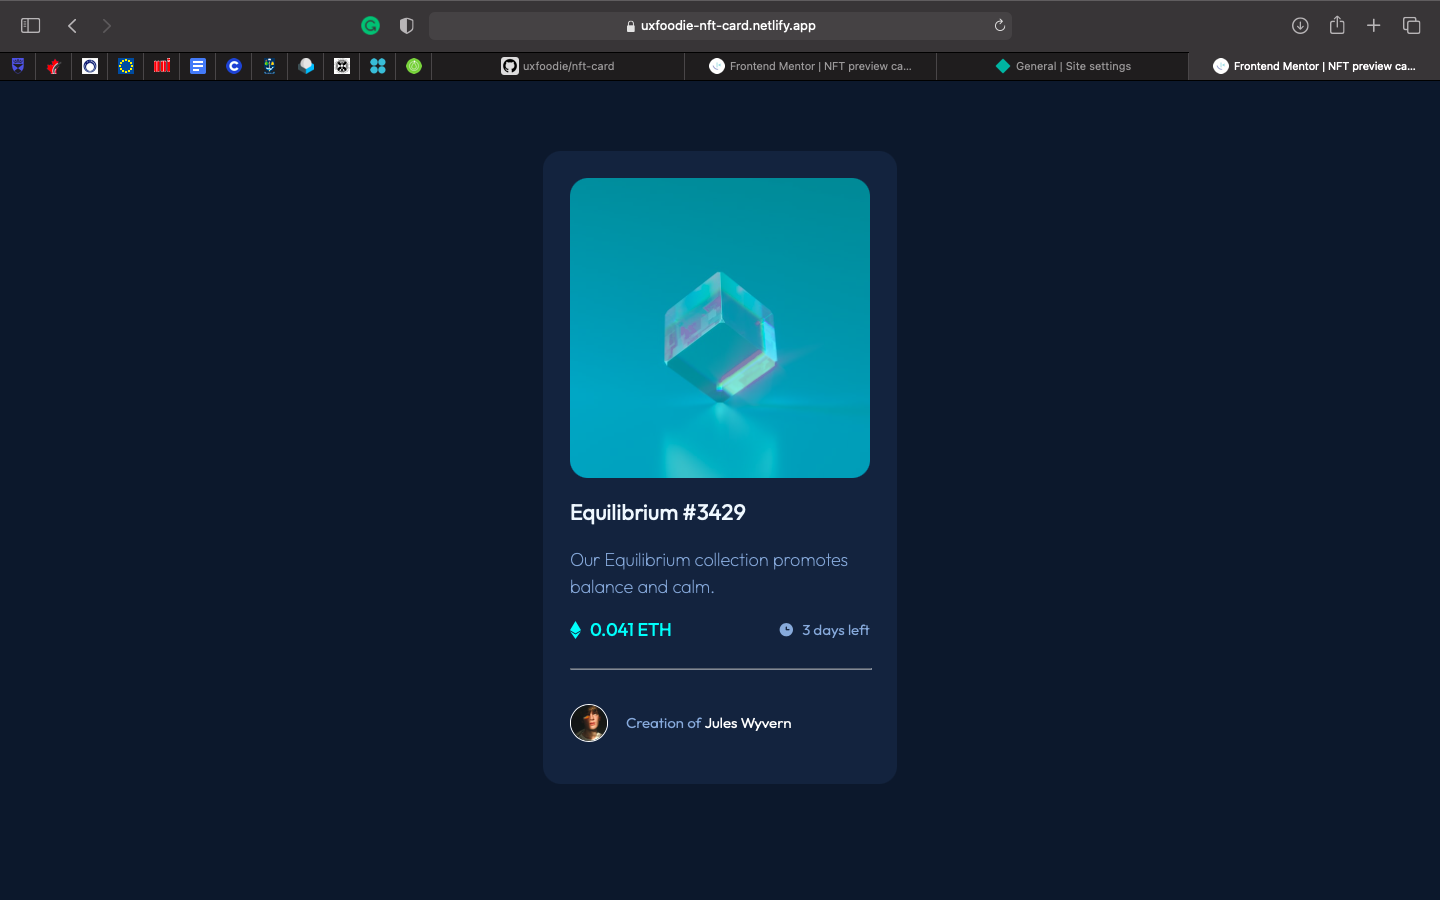 uxfoodie-nft-card.netlify.app
uxfoodie/nft-card
Frontend Mentor | NFT preview ca...
General | Site settings
Frontend Mentor | NFT preview ca...
Equilibrium #3429
Our Equilibrium collection promotes
balance and calm.
0.041 ETH
3 days left
Creation of Jules Wyvern